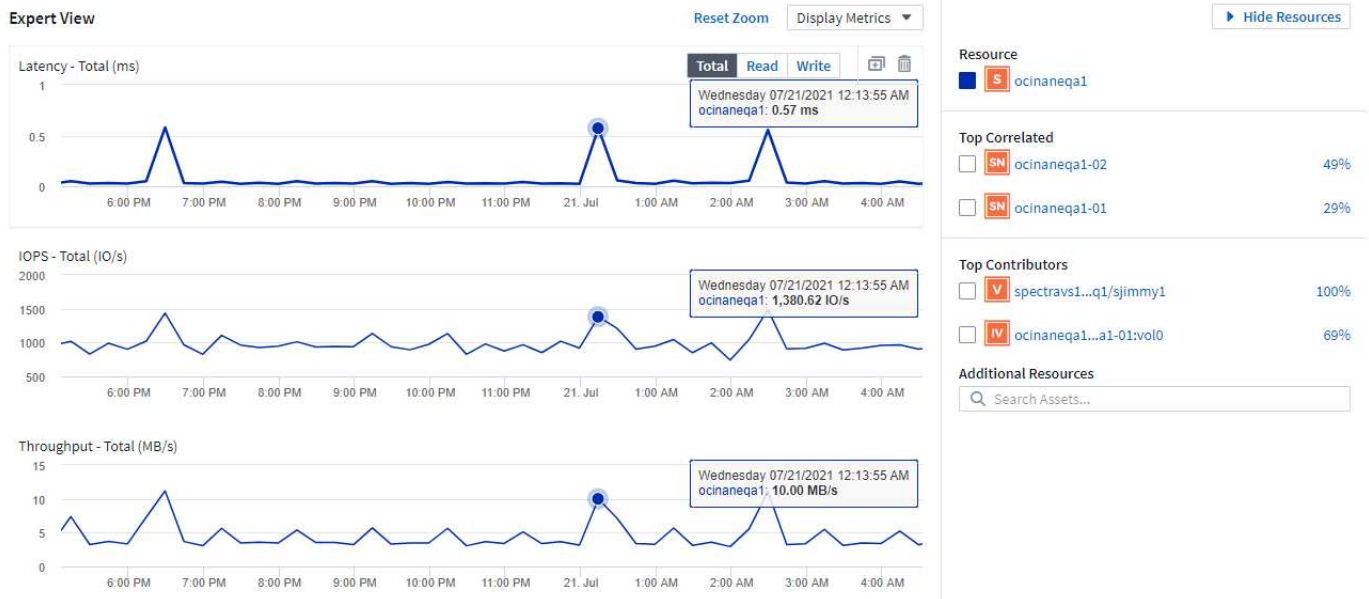 Expert View
Reset Zoom
Display Metrics
Hide Resources
Latency - Total (ms)
Total Read Write
Wednesday 07/21/2021 12:13:55 AM
ocinaneqa1: 0.57 ms
1
0.5
0
6:00 PM 7:00 PM 8:00 PM 9:00 PM 10:00 PM 11:00 PM 21. Jul 1:00 AM 2:00 AM 3:00 AM 4:00 AM
IOPS - Total (IO/s)
Wednesday 07/21/2021 12:13:55 AM
ocinaneqa1: 1,380.62 IO/s
2000
1500
1000
500
6:00 PM 7:00 PM 8:00 PM 9:00 PM 10:00 PM 11:00 PM 21. Jul 1:00 AM 2:00 AM 3:00 AM 4:00 AM
Throughput - Total (MB/s)
Wednesday 07/21/2021 12:13:55 AM
ocinaneqa1: 10.00 MB/s
15
10
5
0
6:00 PM 7:00 PM 8:00 PM 9:00 PM 10:00 PM 11:00 PM 21. Jul 1:00 AM 2:00 AM 3:00 AM 4:00 AM
Resource
S ocinaneqa1
Top Correlated
SN ocinaneqa1-02 49%
SN ocinaneqa1-01 29%
Top Contributors
V spectravs1...q1/sjimmy1 100%
IV ocinaneqa1...a1-01:vol0 69%
Additional Resources
Search Assets...